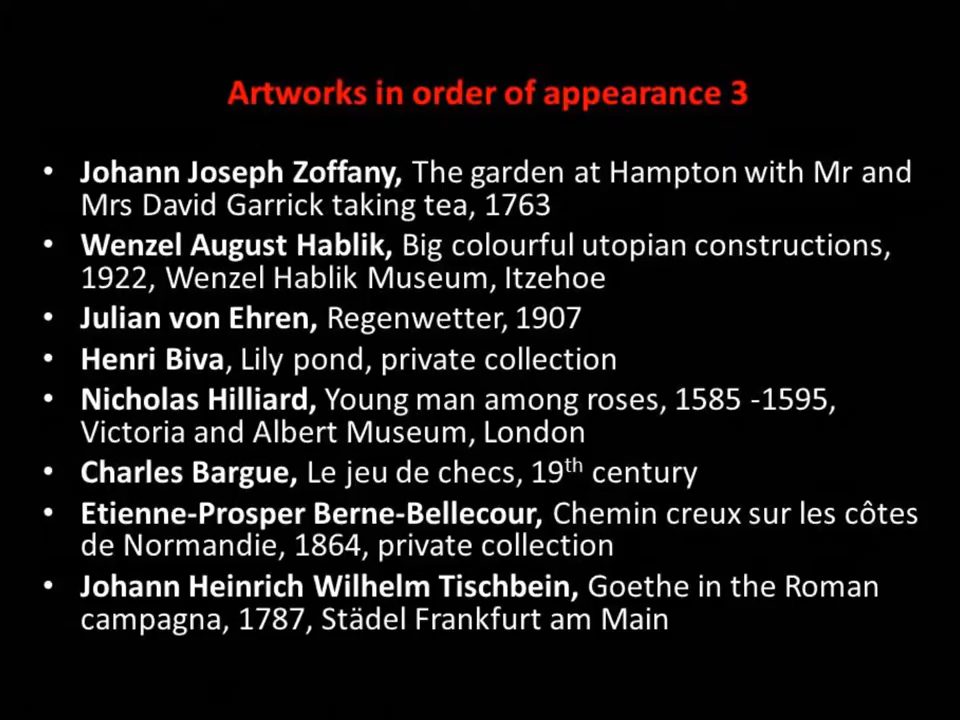 Artworks in order of appearance 3
• Johann Joseph Zoffany, The garden at Hampton with Mr and
Mrs David Garrick taking tea, 1763
• Wenzel August Hablik, Big colourful utopian constructions,
1922, Wenzel Hablik Museum, Itzehoe
• Julian von Ehren, Regenwetter, 1907
• Henri Biva, Lily pond, private collection
• Nicholas Hilliard, Young man among roses, 1585 -1595,
Victoria and Albert Museum, London
• Charles Bargue, Le jeu de checs, 19th century
• Etienne-Prosper Berne-Bellecour, Chemin creux sur les côtes
de Normandie, 1864, private collection
• Johann Heinrich Wilhelm Tischbein, Goethe in the Roman
campagna, 1787, Städel Frankfurt am Main